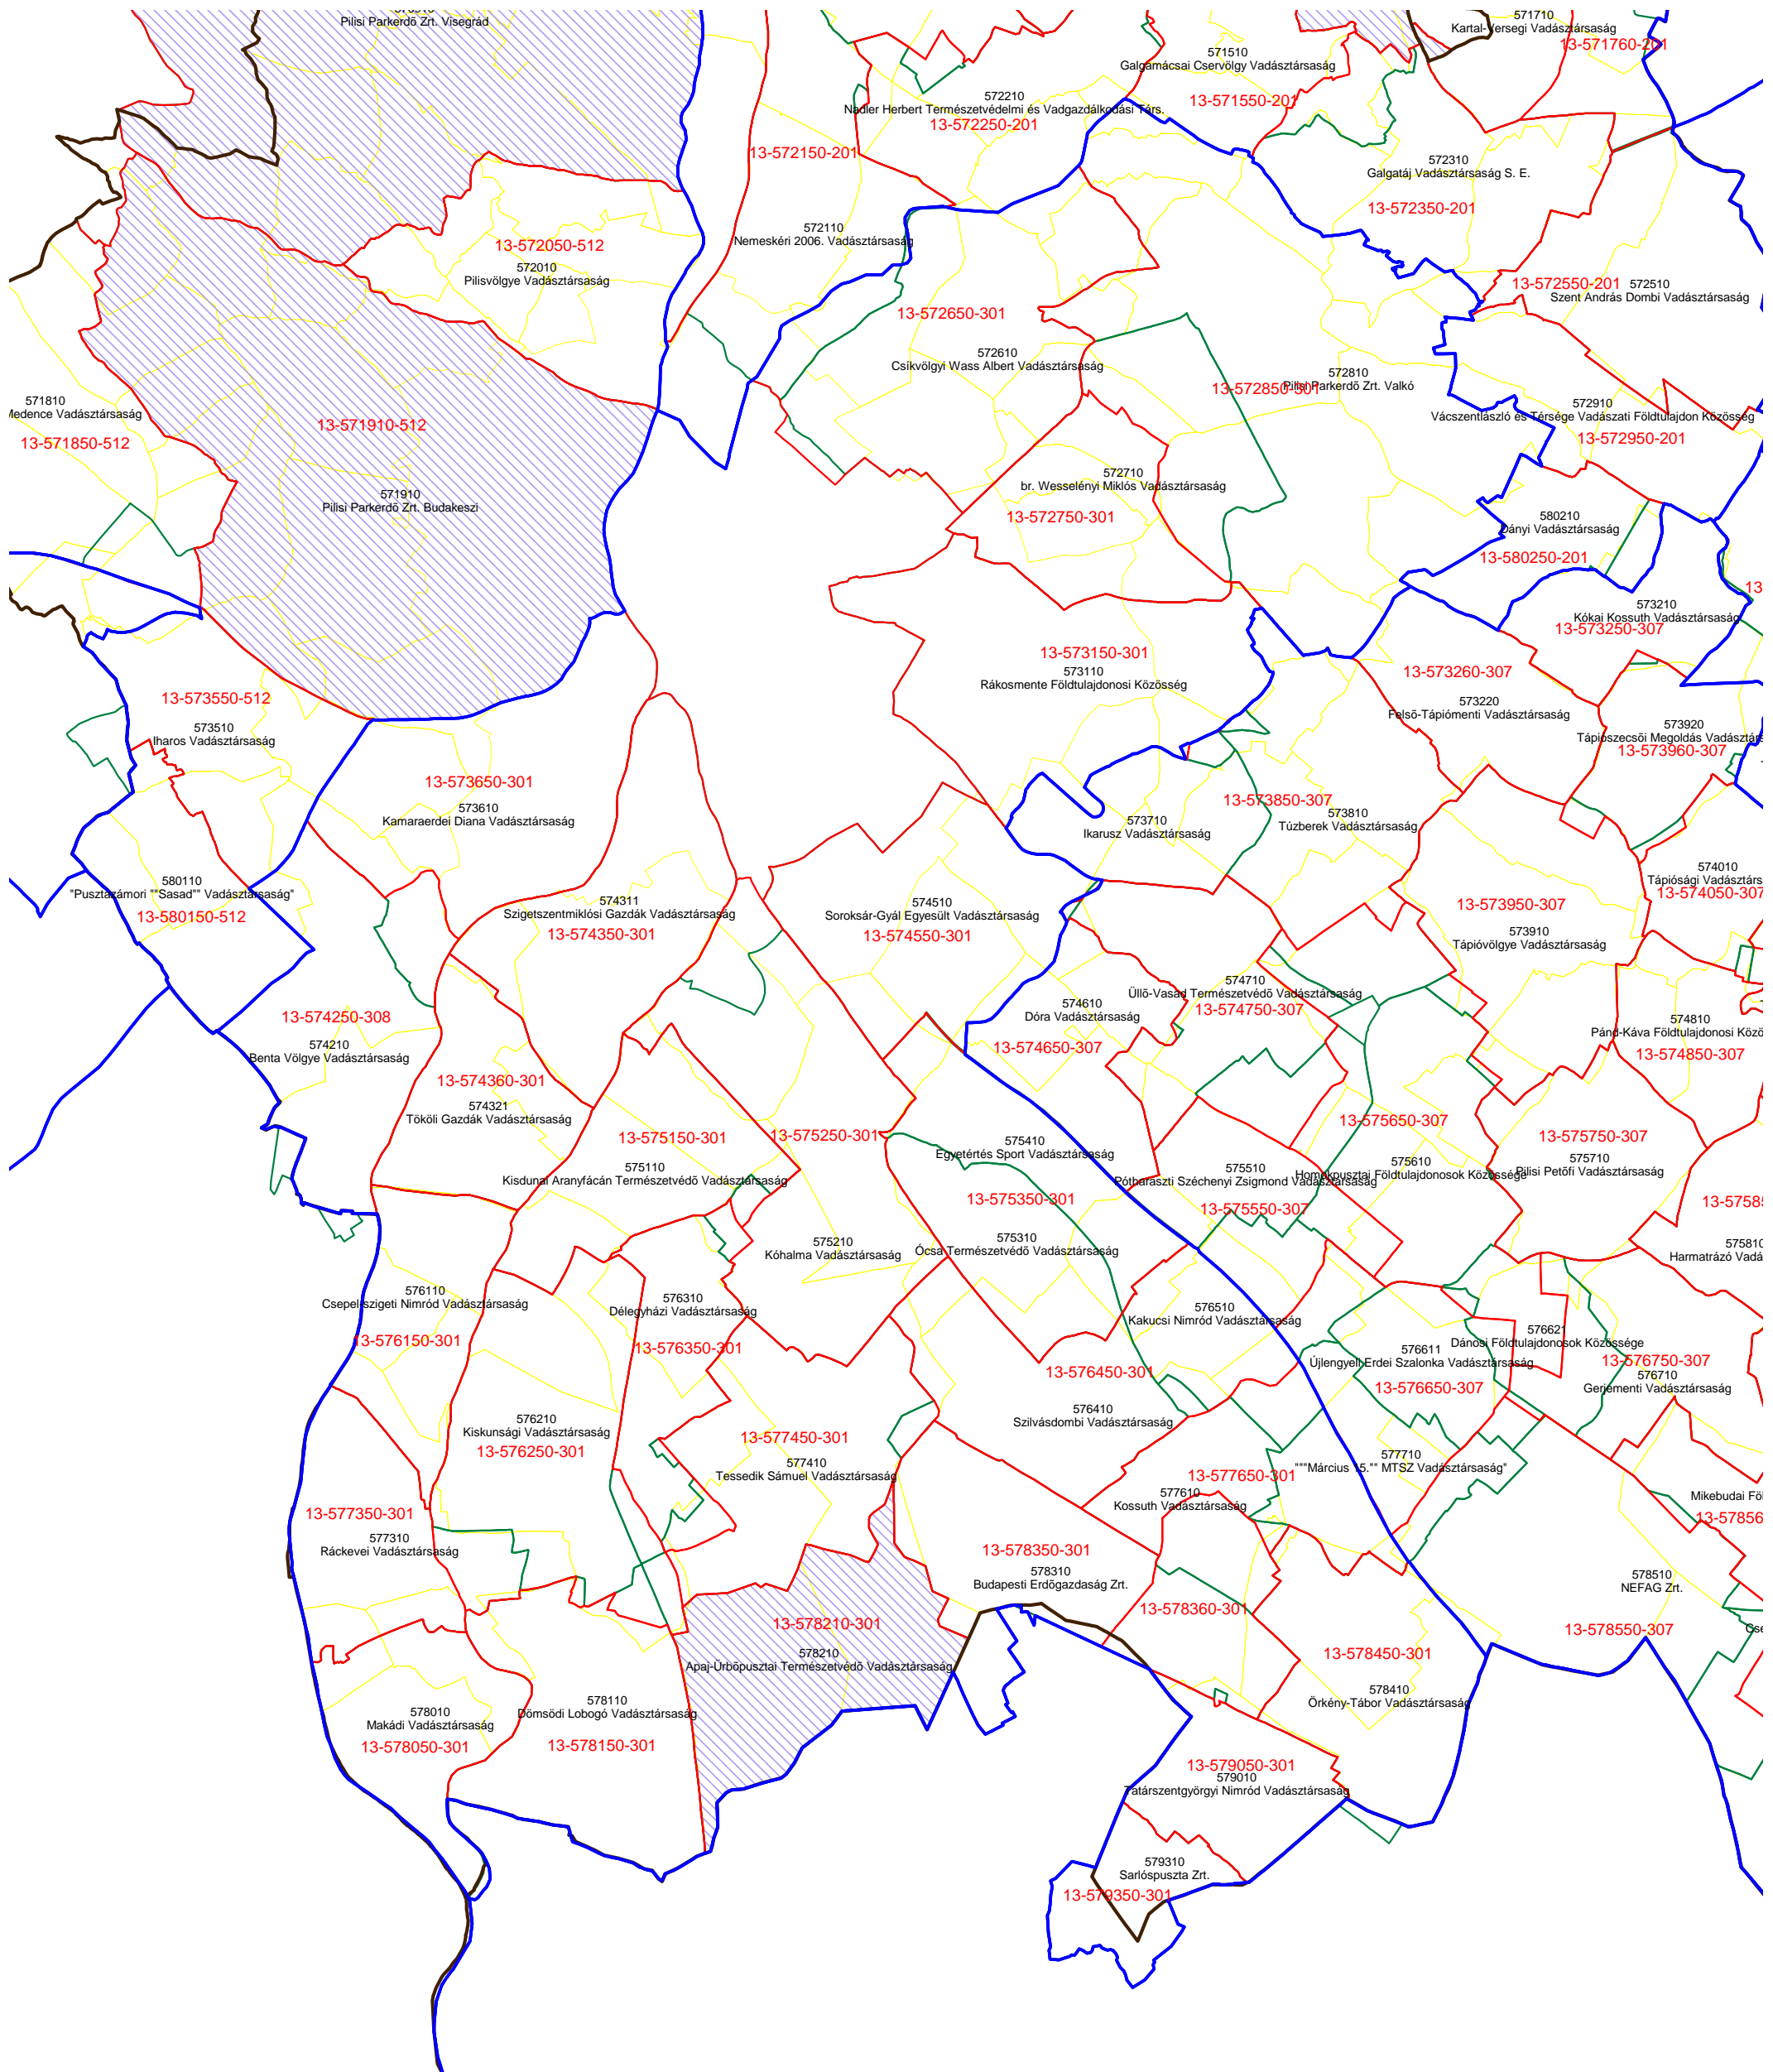 Pilisi Parkerdő Zrt. Visegrád
571710
Kartal-Versegi Vadásztársaság
13-571760-201
571510
Galgamácsai Cservölgy Vadásztársaság
13-571550-201
572210
Nadler Herbert Természetvédelmi és Vadgazdálkodási Társ.
13-572250-201
13-572150-201
572310
Galgatáj Vadásztársaság S. E.
13-572350-201
572110
Nemeskéri 2006. Vadásztársaság
13-572050-512
572010
Pilisvölgye Vadásztársaság
13-572550-201
572510
Szent András Dombi Vadásztársaság
13-572650-301
572610
Csíkvölgyi Wass Albert Vadásztársaság
572810
Pilisi Parkerdő Zrt. Valkó
13-572850-301
571810
Medence Vadásztársaság
13-571850-512
13-571910-512
572910
Vácszentlászló és Térsége Vadászati Földtulajdon Közösség
13-572950-201
571910
Pilisi Parkerdő Zrt. Budakeszi
572710
br. Wesselényi Miklós Vadásztársaság
13-572750-301
580210
Dányi Vadásztársaság
13-580250-201
13
573210
Kókai Kossuth Vadásztársaság
13-573250-307
13-573150-301
573110
Rákosmente Földtulajdonosi Közösség
13-573260-307
573220
Felső-Tápiómenti Vadásztársaság
13-573550-512
573510
Iharos Vadásztársaság
573920
Tápiószecsői Megoldás Vadásztárs
13-573960-307
13-573650-301
573610
Kamaraerdei Diana Vadásztársaság
13-573850-307
573810
Túzberek Vadásztársaság
573710
Ikarusz Vadásztársaság
580110
"Pusztazámori ""Sasad"" Vadásztársaság"
13-580150-512
574010
Tápiósági Vadásztárs
13-574050-307
574311
Szigetszentmiklósi Gazdák Vadásztársaság
13-574350-301
574510
Soroksár-Gyál Egyesült Vadásztársaság
13-574550-301
13-573950-307
573910
Tápióvölgye Vadásztársaság
574710
Üllő-Vasad Természetvédő Vadásztársaság
13-574750-307
574610
Dóra Vadásztársaság
13-574650-307
574810
Pánd-Káva Földtulajdonosi Közö
13-574850-307
13-574250-308
574210
Benta Völgye Vadásztársaság
13-574360-301
574321
Tököli Gazdák Vadásztársaság
13-575150-301
575110
Kisdunai Aranyfácán Természetvédő Vadásztársaság
13-575250-301
575410
Egyetértés Sport Vadásztársaság
13-575650-307
575610
Homokpusztai Földtulajdonosok Közössége
13-575750-307
575710
Pilisi Petőfi Vadásztársaság
575510
Pótharaszti Széchenyi Zsigmond Vadásztársaság
13-575550-307
13-575350-301
575310
Ócsa Természetvédő Vadásztársaság
13-5758
575810
Harmatrázó Vadá
575210
Kőhalma Vadásztársaság
576110
Csepel-szigeti Nimród Vadásztársaság
13-576150-301
576310
Délegyházi Vadásztársaság
13-576350-301
576510
Kakucsi Nimród Vadásztársaság
576621
Dánosi Földtulajdonosok Közössége
576611
Újlengyeli Erdei Szalonka Vadásztársaság
13-576650-307
13-576750-307
576710
Gerjementi Vadásztársaság
13-576450-301
576410
Szilvásdombi Vadásztársaság
576210
Kiskunsági Vadásztársaság
13-576250-301
13-577450-301
577410
Tessedik Sámuel Vadásztársaság
577710
"""Március 15."" MTSZ Vadásztársaság"
13-577650-301
577610
Kossuth Vadásztársaság
Mikebudai Föl
13-57856
13-577350-301
577310
Ráckevei Vadásztársaság
13-578350-301
578310
Budapesti Erdőgazdaság Zrt.
578510
NEFAG Zrt.
13-578550-307
Cse
13-578360-301
13-578210-301
578210
Apaj-Ürbőpusztai Természetvédő Vadásztársaság
13-578450-301
578410
Örkény-Tábor Vadásztársaság
578010
Makádi Vadásztársaság
13-578050-301
578110
Dömsödi Lobogó Vadásztársaság
13-578150-301
13-579050-301
579010
Tatárszentgyörgyi Nimród Vadásztársaság
579310
Sarlóspuszta Zrt.
13-579350-301